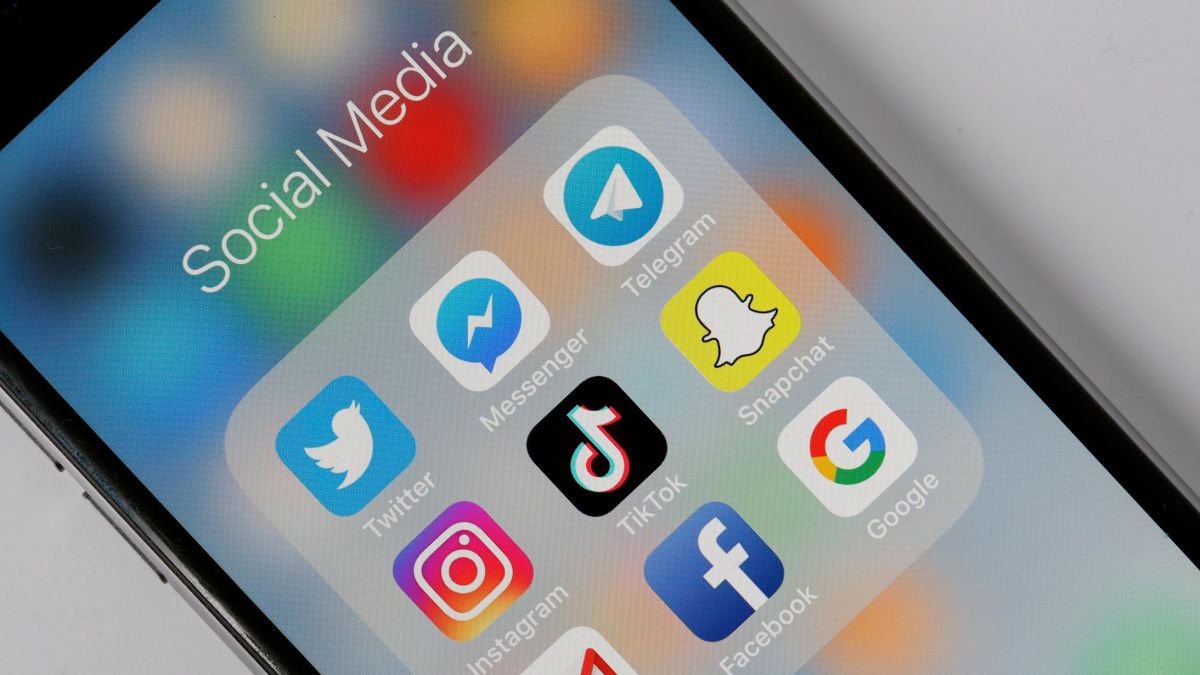 Social Media
Twitter
Messenger
Telegram
Instagram
TikTok
Snapchat
Facebook
Google